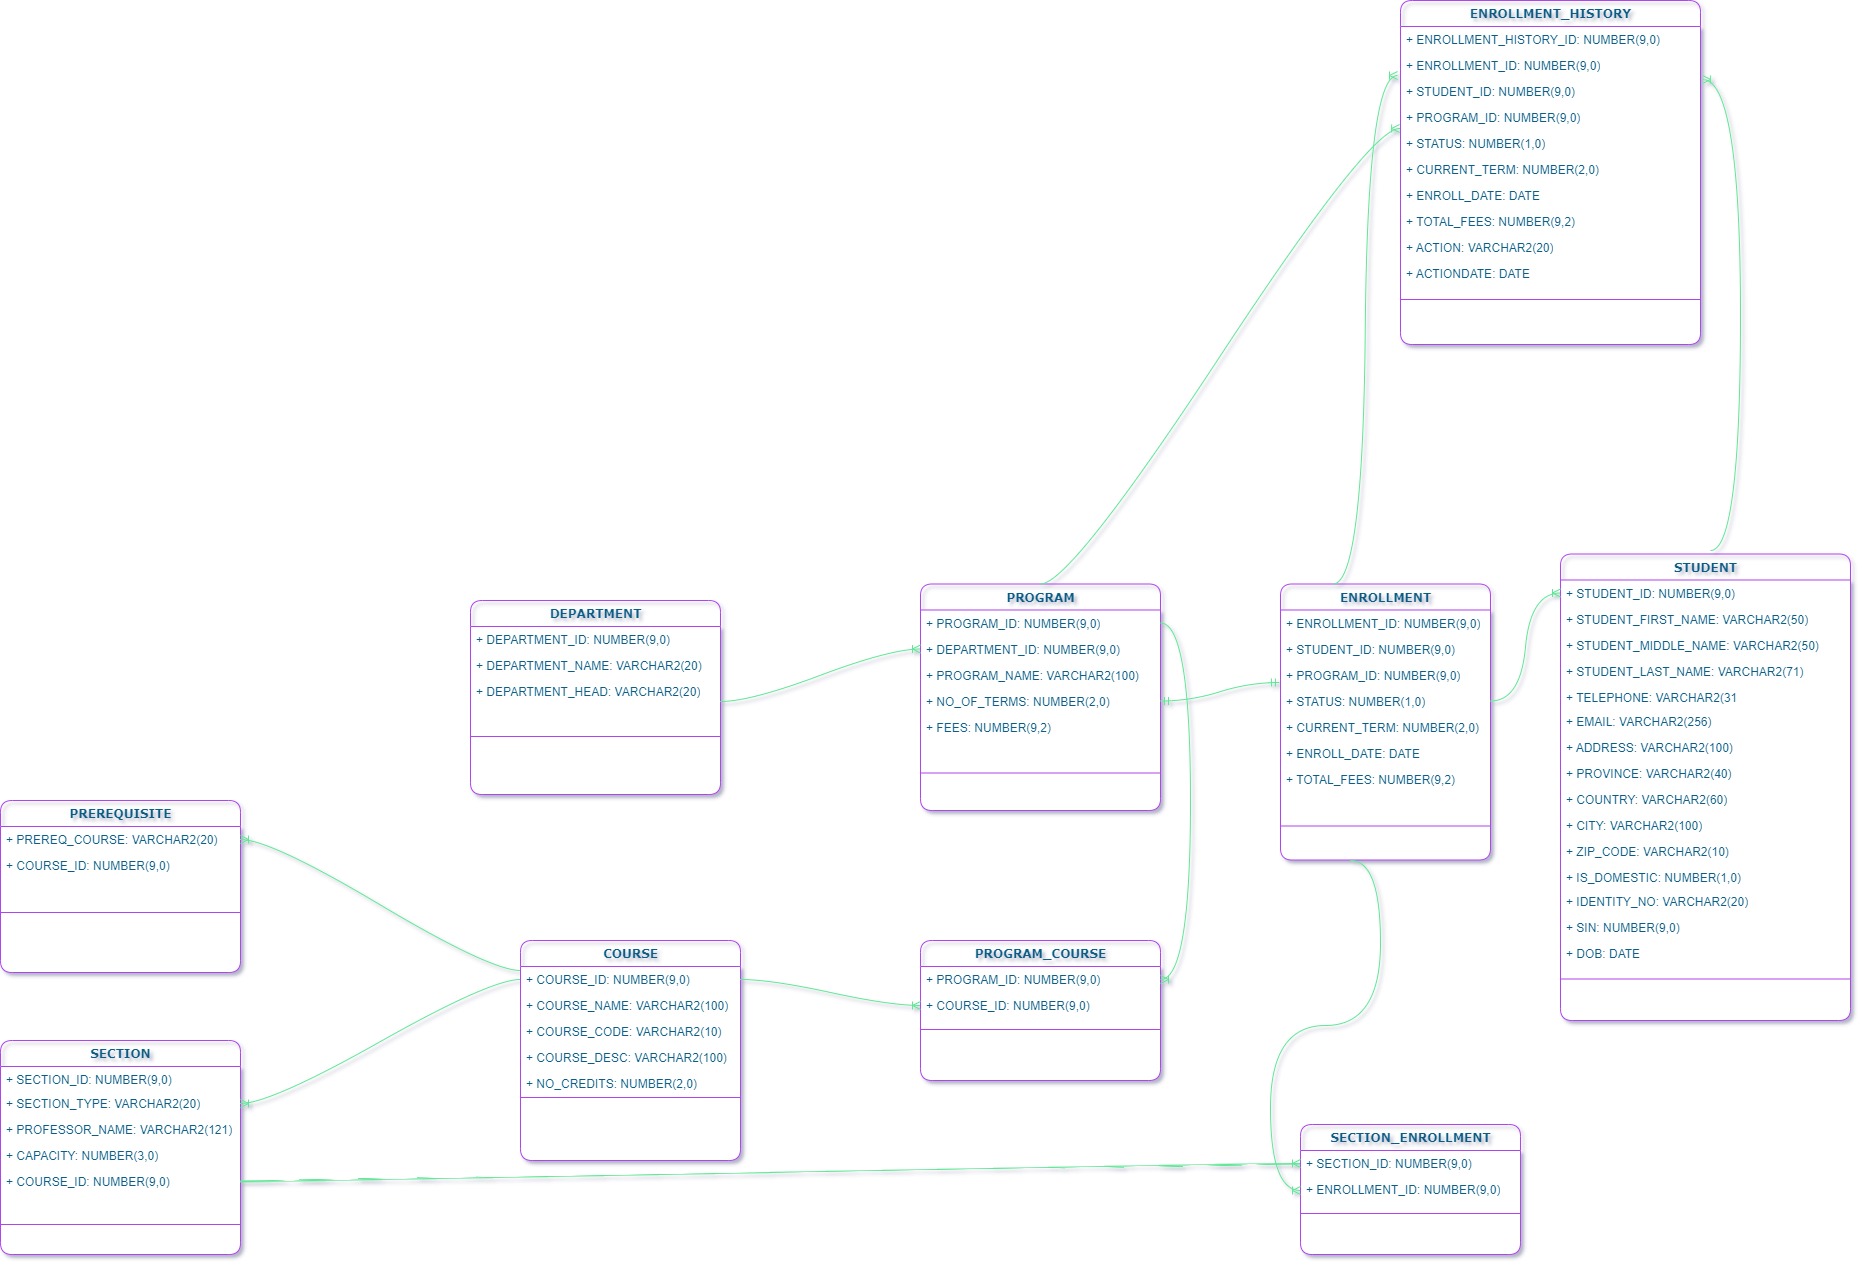 ENROLLMENT_HISTORY
+ ENROLLMENT_HISTORY_ID: NUMBER(9,0)
+ ENROLLMENT_ID: NUMBER(9,0)
+ STUDENT_ID: NUMBER(9,0)
+ PROGRAM_ID: NUMBER(9,0)
+ STATUS: NUMBER(1,0)
+ CURRENT_TERM: NUMBER(2,0)
+ ENROLL_DATE: DATE
+ TOTAL_FEES: NUMBER(9,2)
+ ACTION: VARCHAR2(20)
+ ACTIONDATE: DATE
DEPARTMENT
+ DEPARTMENT_ID: NUMBER(9,0)
+ DEPARTMENT_NAME: VARCHAR2(20)
+ DEPARTMENT_HEAD: VARCHAR2(20)
PROGRAM
+ PROGRAM_ID: NUMBER(9,0)
+ DEPARTMENT_ID: NUMBER(9,0)
+ PROGRAM_NAME: VARCHAR2(100)
+ NO_OF_TERMS: NUMBER(2,0)
+ FEES: NUMBER(9,2)
ENROLLMENT
+ ENROLLMENT_ID: NUMBER(9,0)
+ STUDENT_ID: NUMBER(9,0)
+ PROGRAM_ID: NUMBER(9,0)
+ STATUS: NUMBER(1,0)
+ CURRENT_TERM: NUMBER(2,0)
+ ENROLL_DATE: DATE
+ TOTAL_FEES: NUMBER(9,2)
STUDENT
+ STUDENT_ID: NUMBER(9,0)
+ STUDENT_FIRST_NAME: VARCHAR2(50)
+ STUDENT_MIDDLE_NAME: VARCHAR2(50)
+ STUDENT_LAST_NAME: VARCHAR2(71)
+ TELEPHONE: VARCHAR2(31
+ EMAIL: VARCHAR2(256)
+ ADDRESS: VARCHAR2(100)
+ PROVINCE: VARCHAR2(40)
+ COUNTRY: VARCHAR2(60)
+ CITY: VARCHAR2(100)
+ ZIP_CODE: VARCHAR2(10)
+ IS_DOMESTIC: NUMBER(1,0)
+ IDENTITY_NO: VARCHAR2(20)
+ SIN: NUMBER(9,0)
+ DOB: DATE
PREREQUISITE
+ PREREQ_COURSE: VARCHAR2(20)
+ COURSE_ID: NUMBER(9,0)
COURSE
+ COURSE_ID: NUMBER(9,0)
+ COURSE_NAME: VARCHAR2(100)
+ COURSE_CODE: VARCHAR2(10)
+ COURSE_DESC: VARCHAR2(100)
+ NO_CREDITS: NUMBER(2,0)
PROGRAM_COURSE
+ PROGRAM_ID: NUMBER(9,0)
+ COURSE_ID: NUMBER(9,0)
SECTION
+ SECTION_ID: NUMBER(9,0)
+ SECTION_TYPE: VARCHAR2(20)
+ PROFESSOR_NAME: VARCHAR2(121)
+ CAPACITY: NUMBER(3,0)
+ COURSE_ID: NUMBER(9,0)
SECTION_ENROLLMENT
+ SECTION_ID: NUMBER(9,0)
+ ENROLLMENT_ID: NUMBER(9,0)